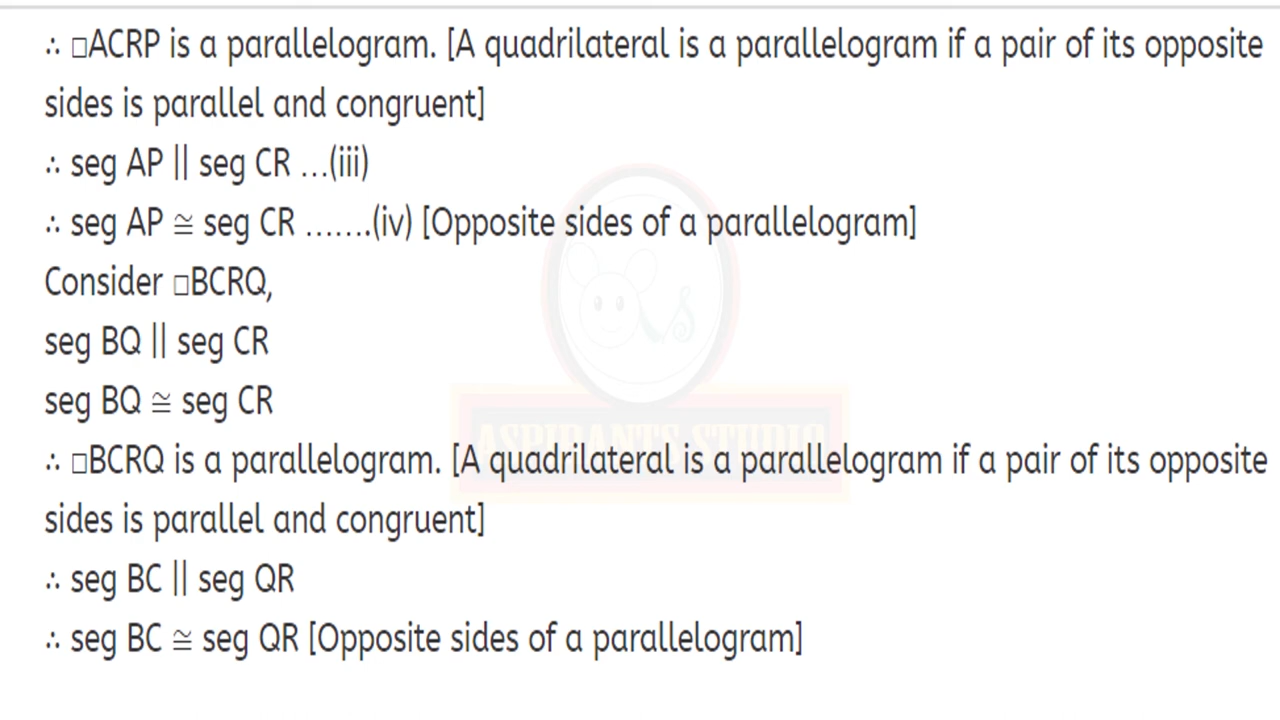 ∴ □ACRP is a parallelogram. [A quadrilateral is a parallelogram if a pair of its opposite
sides is parallel and congruent]
∴ seg AP || seg CR …(iii)
∴ seg AP ≅ seg CR …….(iv) [Opposite sides of a parallelogram]
Consider □BCRQ,
seg BQ || seg CR
seg BQ ≅ seg CR
∴ □BCRQ is a parallelogram. [A quadrilateral is a parallelogram if a pair of its opposite
sides is parallel and congruent]
∴ seg BC || seg QR
∴ seg BC ≅ seg QR [Opposite sides of a parallelogram]
ASPIRANTS STUDIO